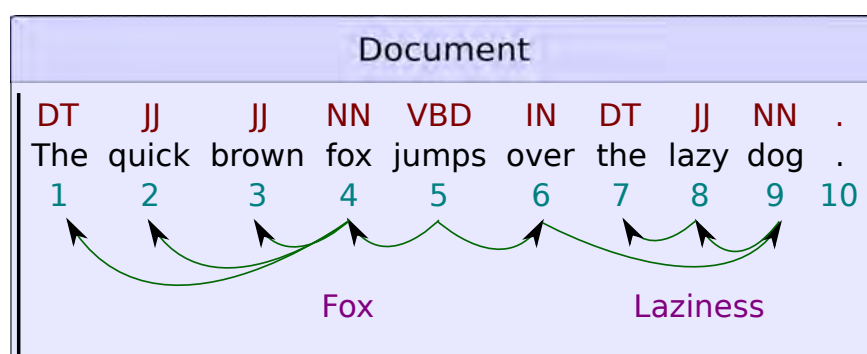 Document
DT JJ JJ NN VBD IN DT JJ NN .
The quick brown fox jumps over the lazy dog .
1 2 3 4 5 6 7 8 9 10
Fox Laziness